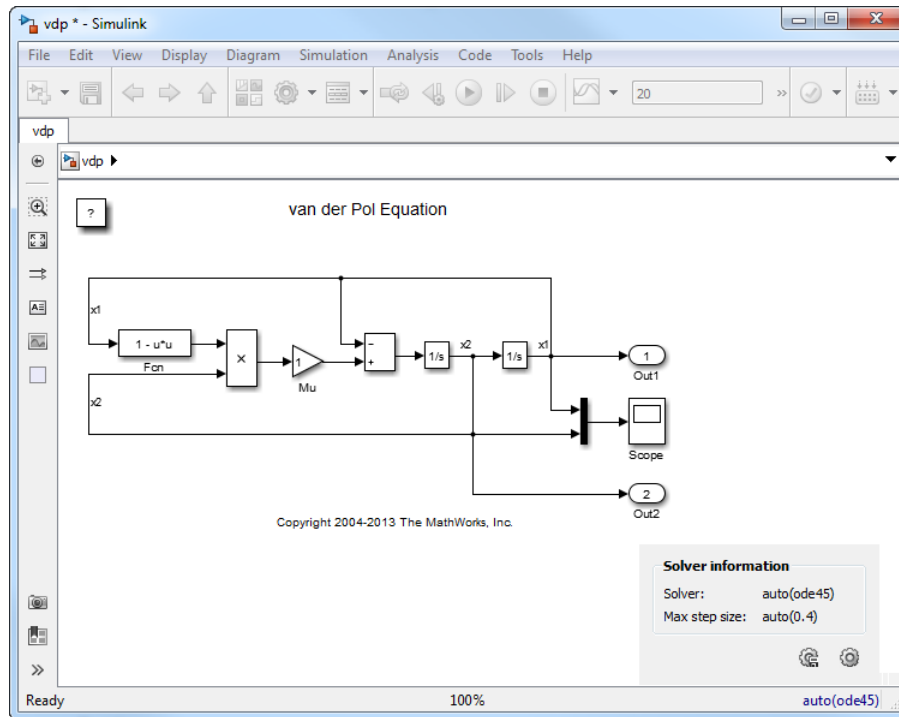 vdp * - Simulink
File Edit View Display Diagram Simulation Analysis Code Tools Help
20
»
vdp
vdp
?
van der Pol Equation
x1
1 - u*u
Fcn
×
1
Mu
−
+
1/s
x2
1/s
x1
1
Out1
x2
Scope
2
Out2
Copyright 2004-2013 The MathWorks, Inc.
Solver information
Solver: auto(ode45)
Max step size: auto(0.4)
»
Ready 100% auto(ode45)